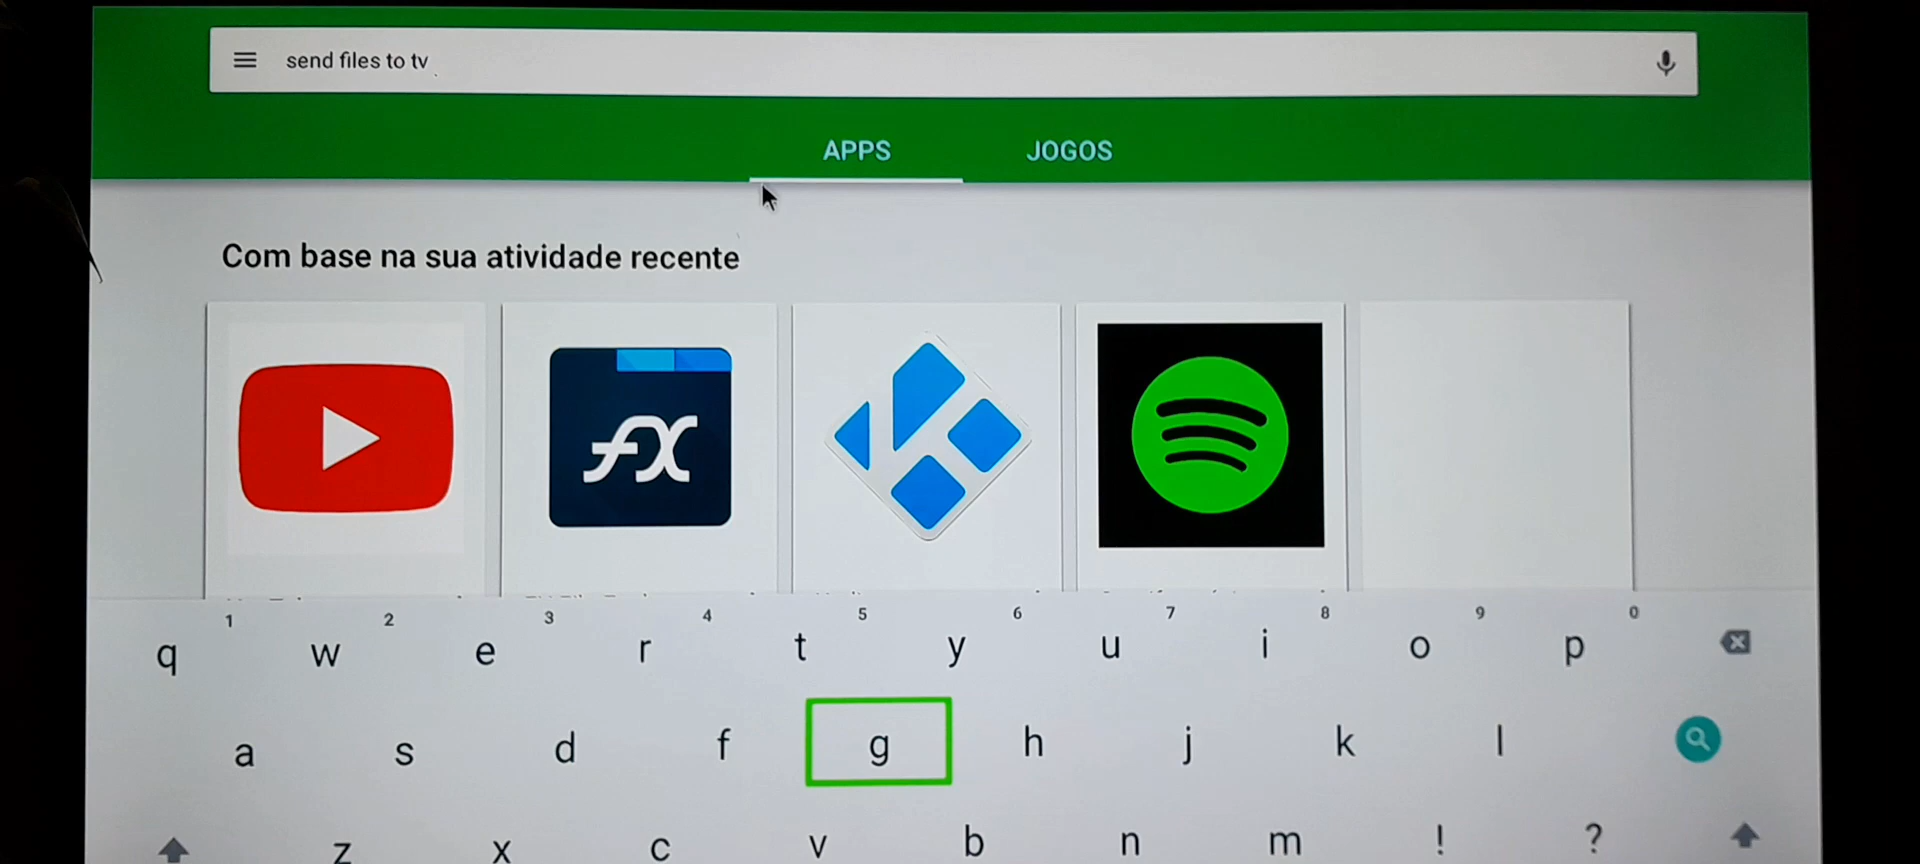 send files to tv
APPS JOGOS
Com base na sua atividade recente
fX
1 2 3 4 5 6 7 8 9 0
q w e r t y u i o p
a s d f g h j k l
z x c v b n m ! ?